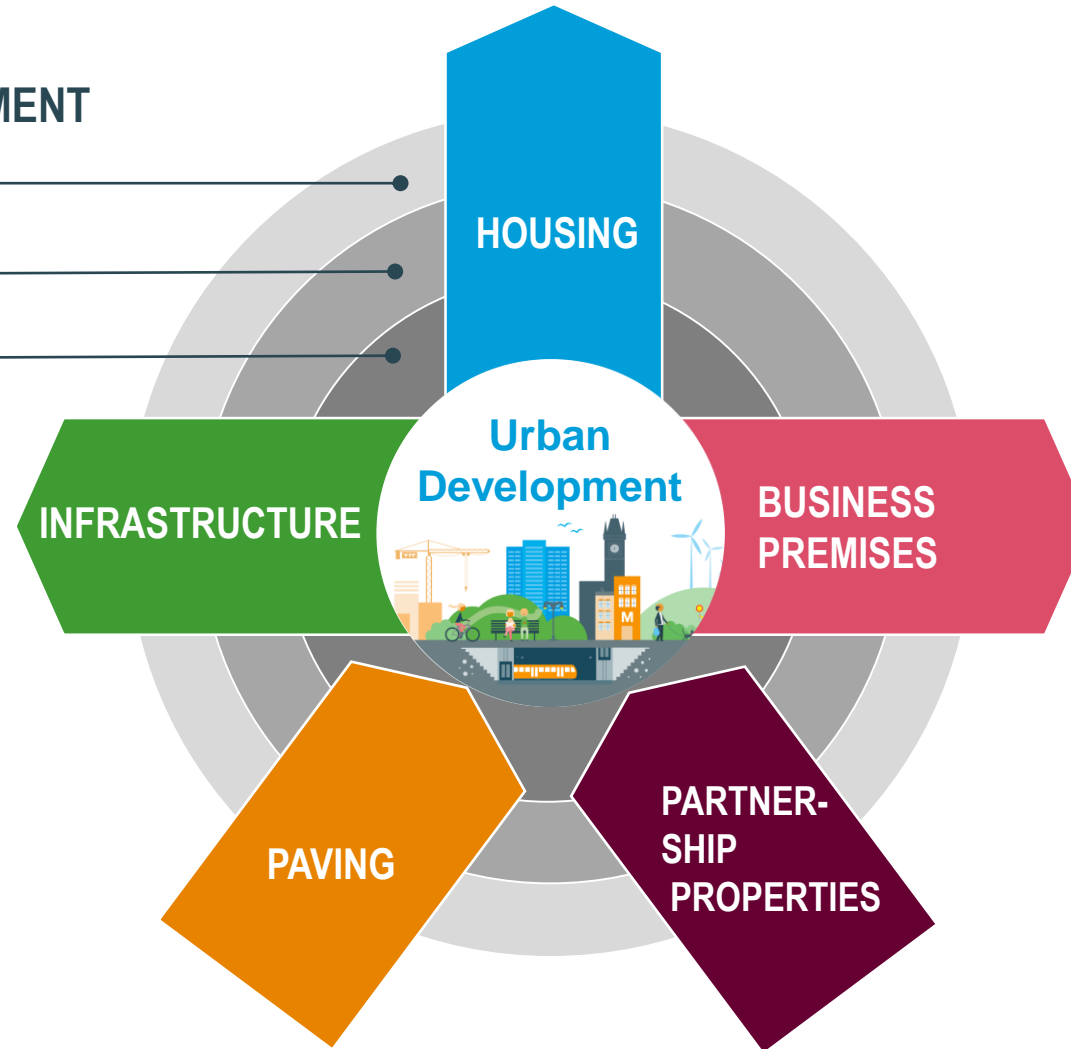 MENT
HOUSING
Urban
Development
INFRASTRUCTURE
BUSINESS
PREMISES
M
PARTNER-
SHIP
PROPERTIES
PAVING